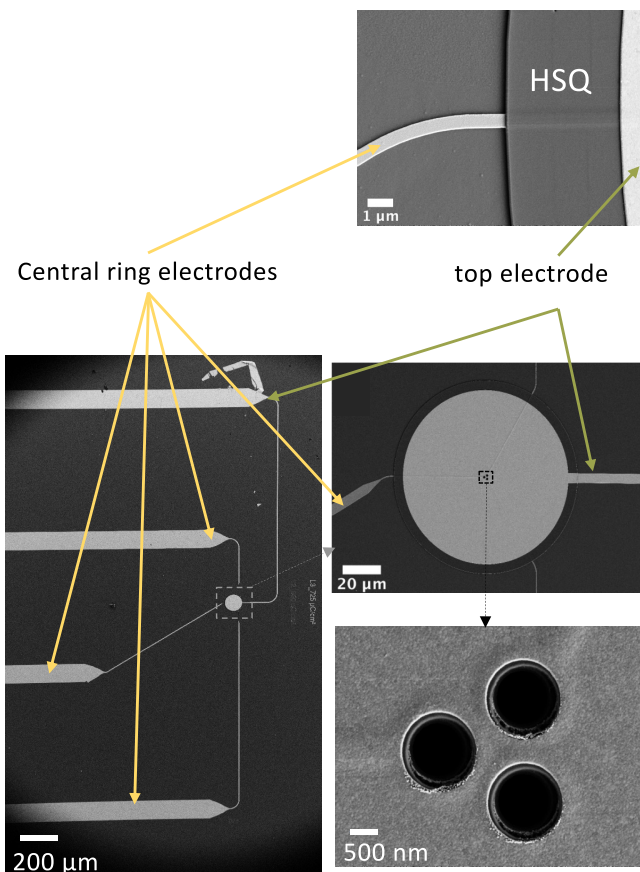 HSQ
1 µm
Central ring electrodes
top electrode
20 µm
200 µm
500 nm